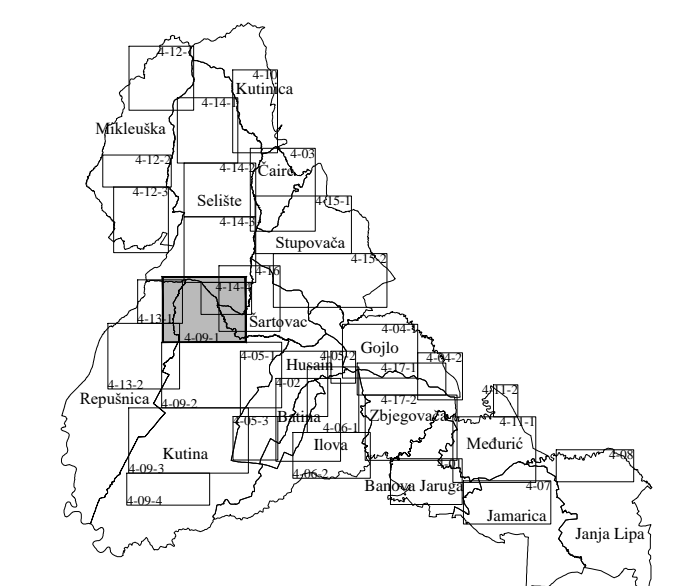 4-12-
4-10
Kutinica
4-14-1
Mikleuška
4-03
4-12-2
4-14-2
Čairc
4-12-3
Selište
4-15-1
4-14-3
Stupovača
4-15-2
4-16
4-14-4
4-13-1
Šartovac
4-04-1
4-09-1
Gojlo
4-05-1
4-05-2
4-04-2
Husain
4-17-1
4-13-2
4-02
4-11-2
Repušnica
4-17-2
4-09-2
Batina
Zbjegovača
4-05-3
4-11-1
4-06-1
Ilova
Međurić
Kutina
4-08
4-09-3
4-06-2
Banova Jaruga
4-07
4-09-4
Jamarica
Janja Lipa